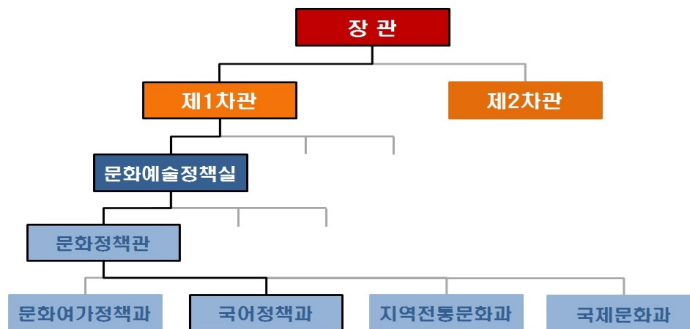 장 관
제1차관
제2차관
문화예술정책실
문화정책관
문화여가정책과
국어정책과
지역전통문화과
국제문화과